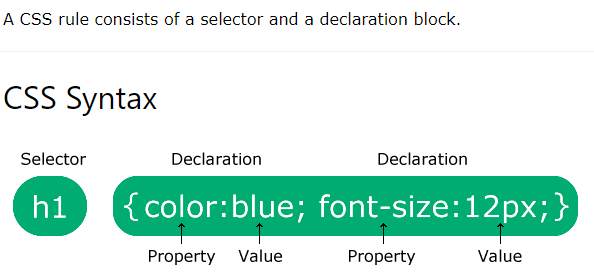 A CSS rule consists of a selector and a declaration block.
CSS Syntax
Selector Declaration Declaration
h1 {color:blue; font-size:12px;}
Property Value Property Value